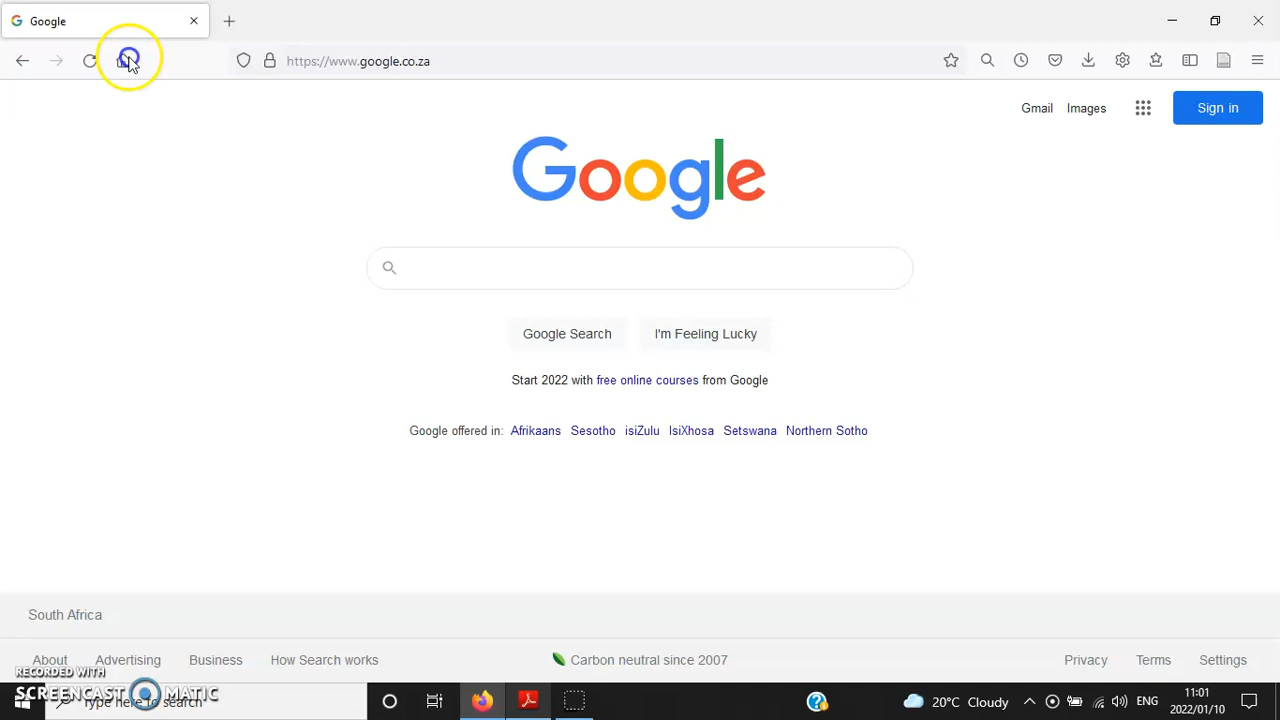 Google
https://www.google.co.za
Gmail Images Sign in
Google
Google Search I'm Feeling Lucky
Start 2022 with free online courses from Google
Google offered in: Afrikaans Sesotho isiZulu IsiXhosa Setswana Northern Sotho
South Africa
About Advertising Business How Search works Carbon neutral since 2007 Privacy Terms Settings
RECORDED WITH
SCREENCAST MATIC
Type here to search
20°C Cloudy ENG 11:01
2022/01/10